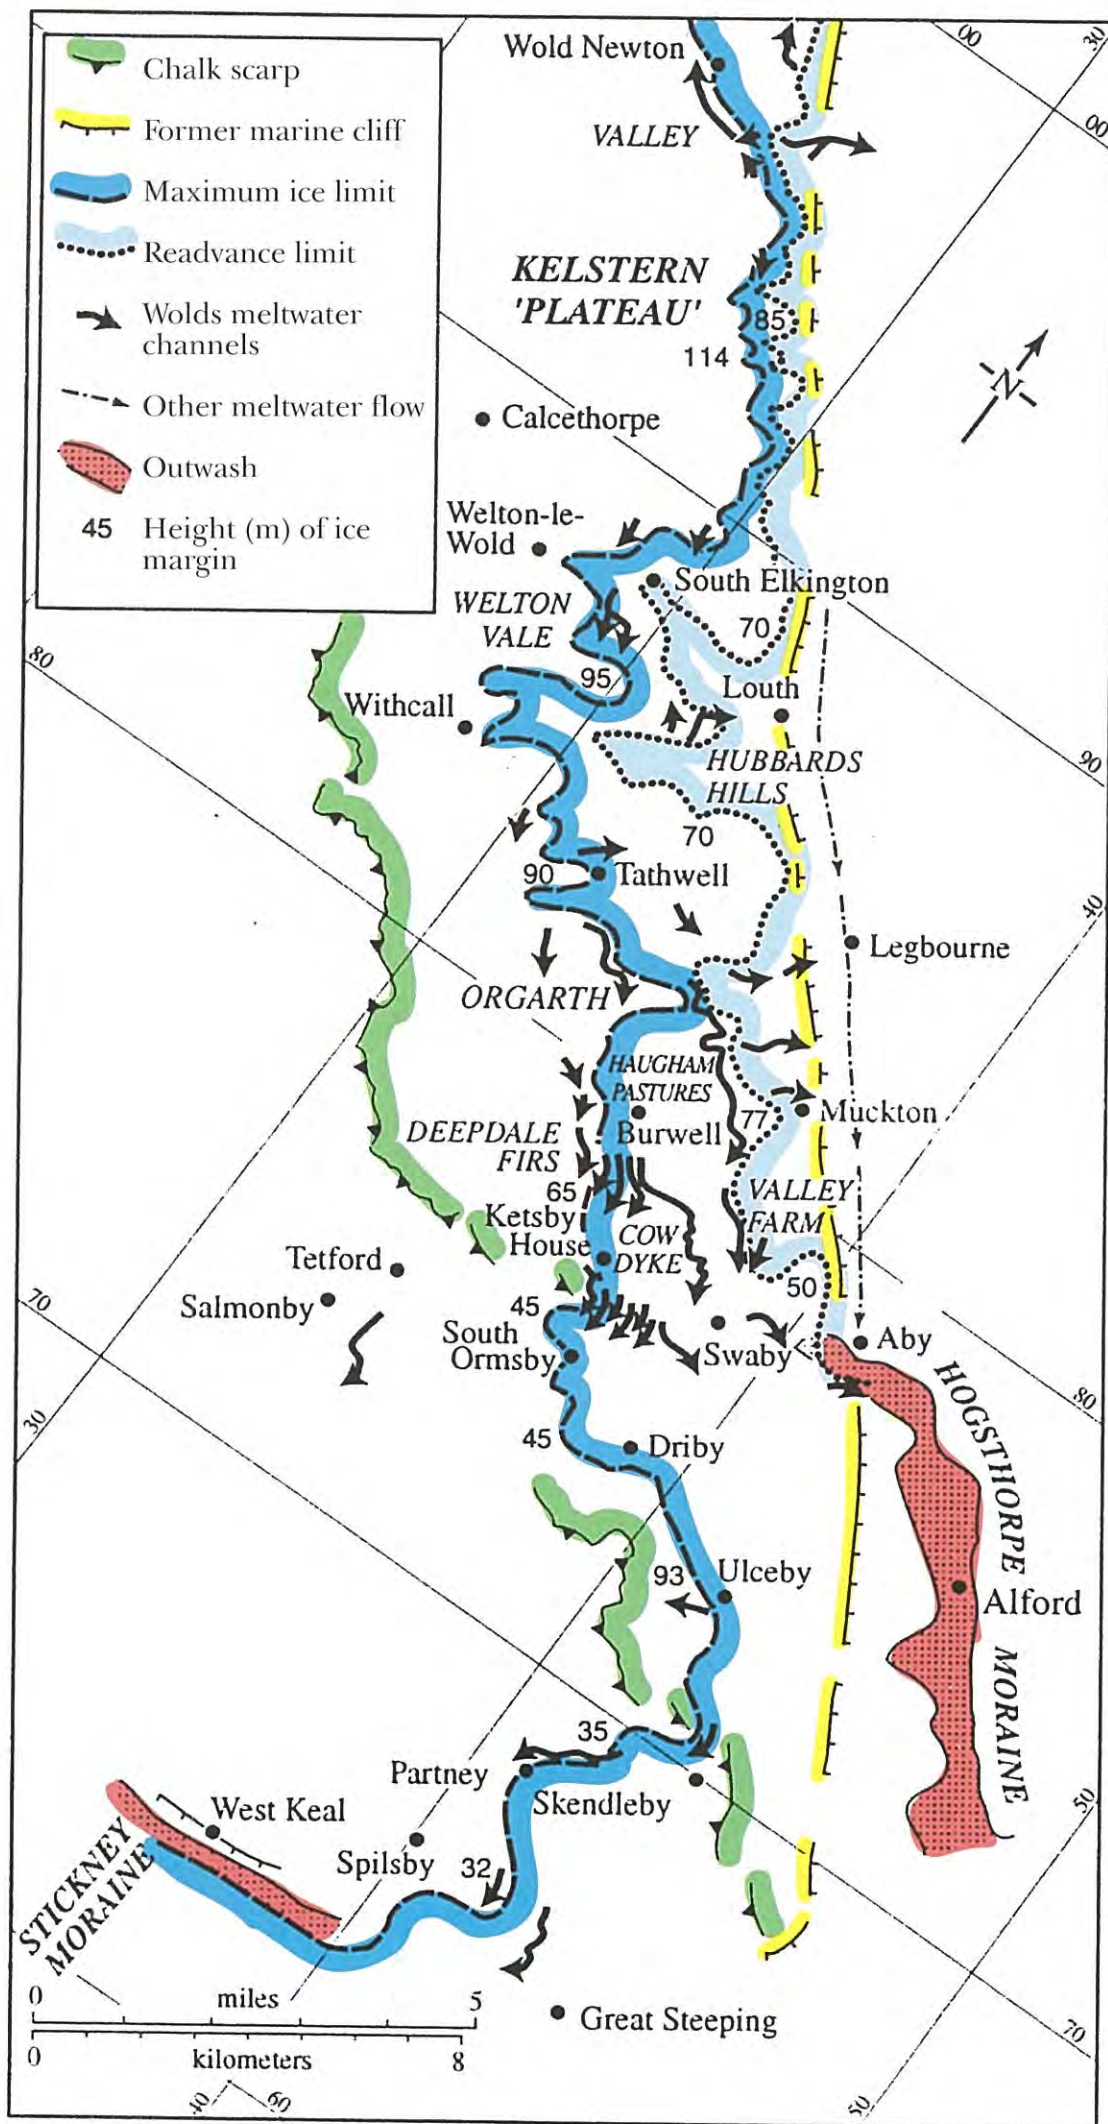 Chalk scarp
Former marine cliff
Maximum ice limit
Readvance limit
Wolds meltwater
channels
Other meltwater flow
Outwash
45 Height (m) of ice
margin
00
30
00
Wold Newton
VALLEY
KELSTERN
'PLATEAU'
85
114
N
Calcethorpe
Welton-le-
Wold
South Elkington
WELTON
VALE
70
80
95
Louth
Withcall
HUBBARDS
HILLS
90
70
90
Tathwell
40
Legbourne
ORGARTH
HAUGHAM
PASTURES
77
Muckton
DEEPDALE
FIRS
Burwell
65
VALLEY
FARM
Ketsby
House
COW
DYKE
Tetford
50
Salmonby
70
45
South
Ormsby
Swaby
Aby
80
30
45
Driby
HOGSTHORPE
MORAINE
93
Ulceby
Alford
35
Partney
Skendleby
50
West Keal
Spilsby
32
STICKNEY
MORAINE
0 miles 5
Great Steeping
0 kilometers 8
70
40
60
50